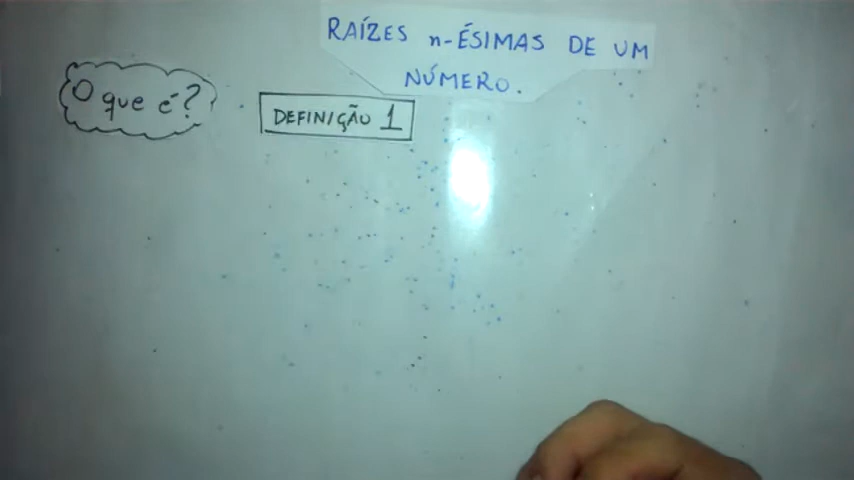 RAÍZES n-ÉSIMAS DE UM
NÚMERO.
O que é?
DEFINIÇÃO 1